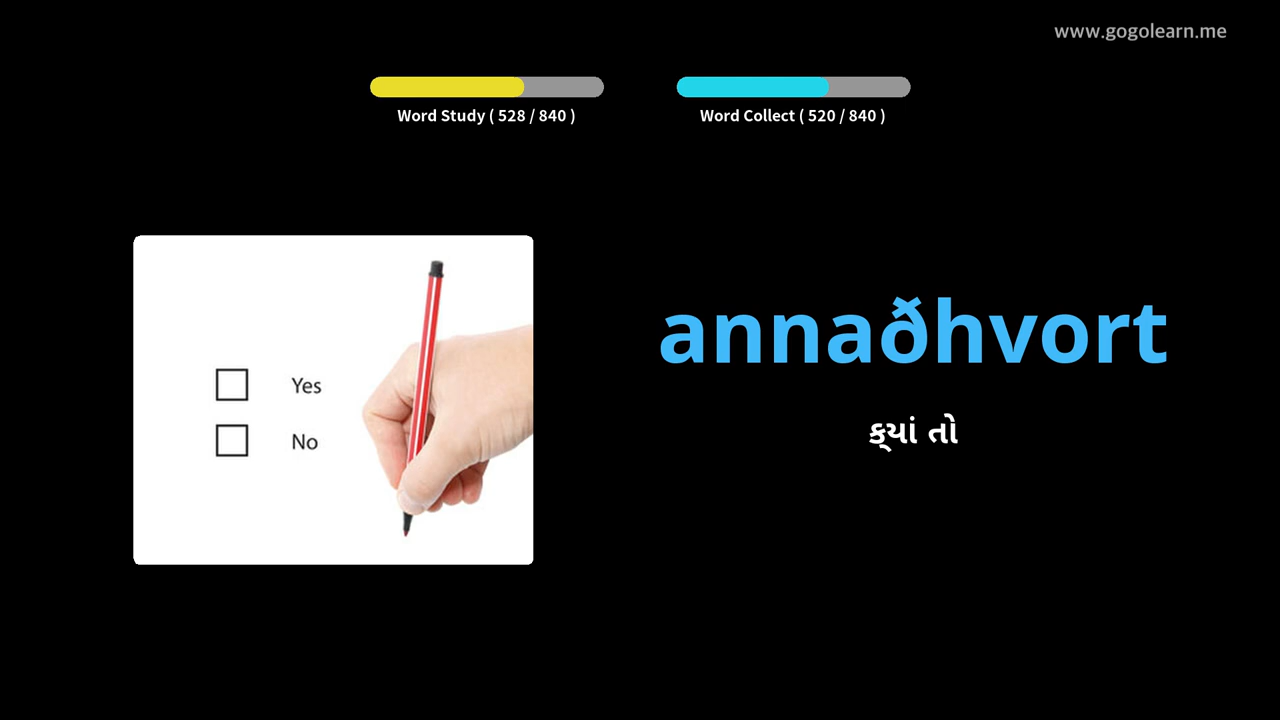 www.gogolearn.me
Word Study ( 528 / 840 )
Word Collect ( 520 / 840 )
Yes
No
annaðhvort
ક્યાં તો